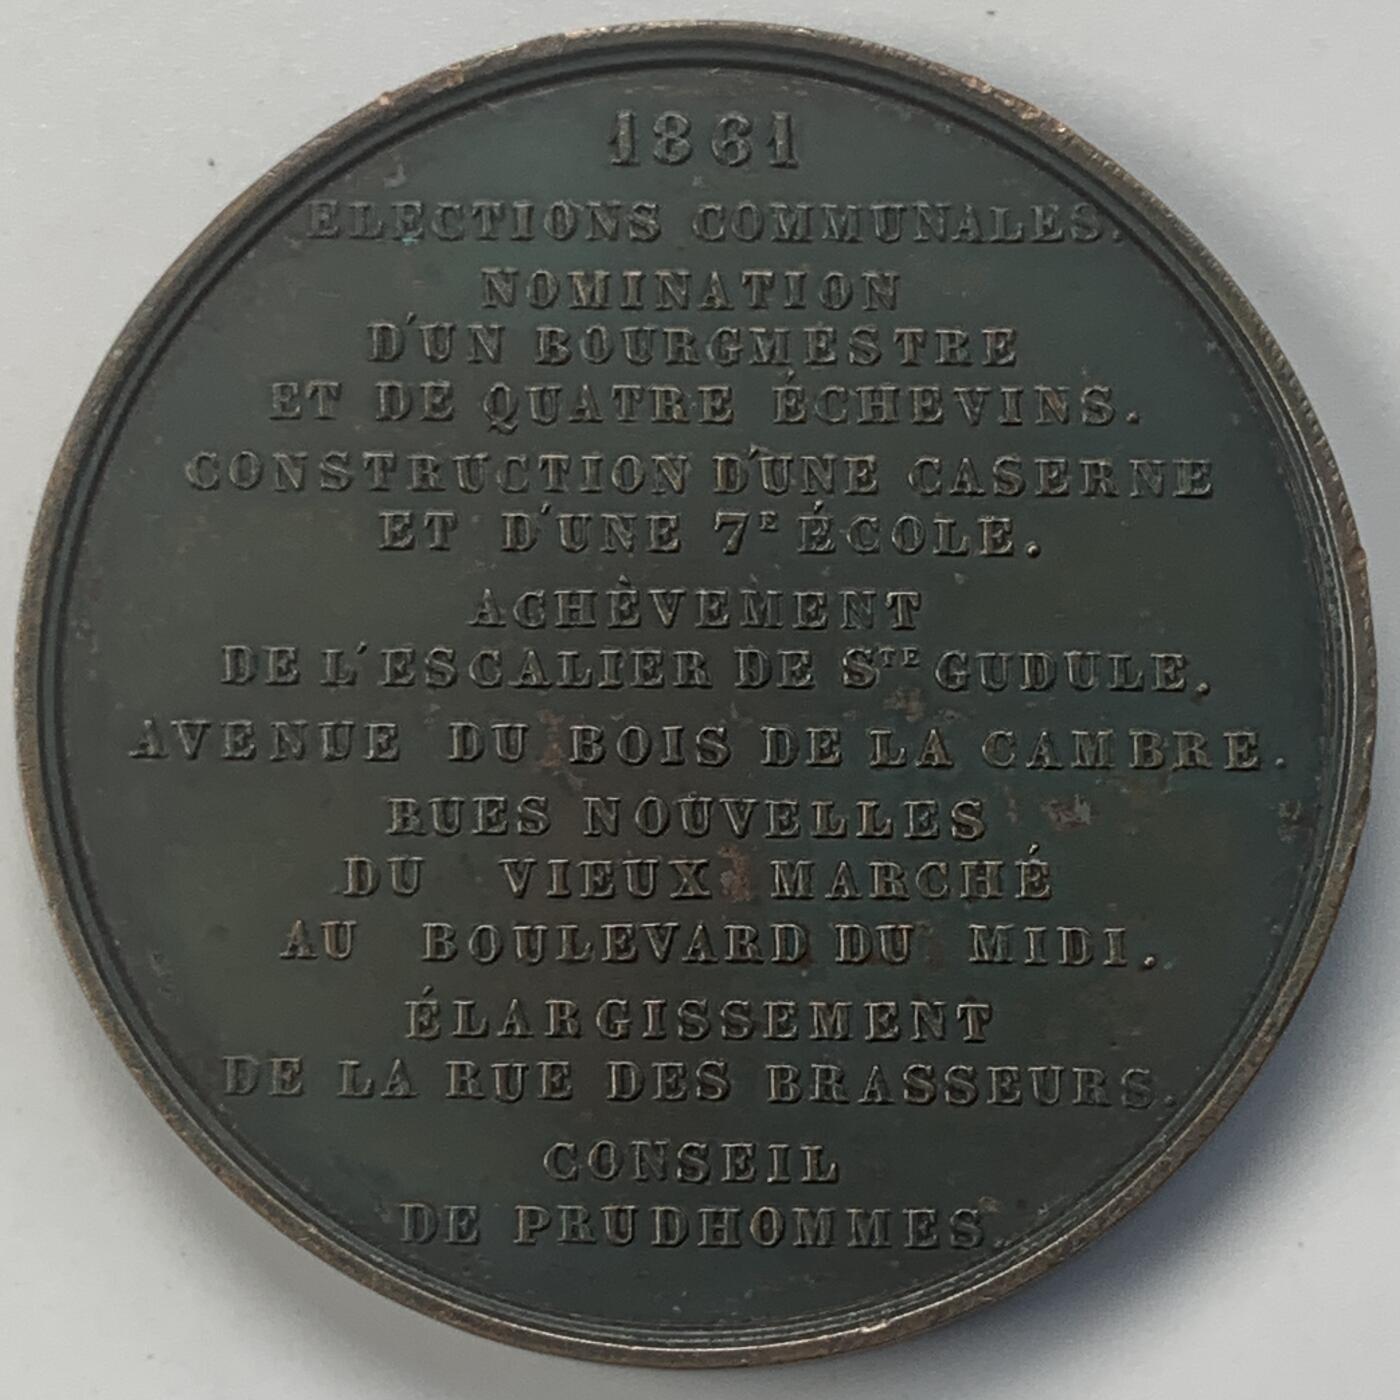 1861
ELECTIONS COMMUNALES.
NOMINATION
D'UN BOURGMESTRE
ET DE QUATRE ÉCHEVINS.
CONSTRUCTION D'UNE CASERNE
ET D'UNE 7E ÉCOLE.
ACHÈVEMENT
DE L'ESCALIER DE STE GUDULE.
AVENUE DU BOIS DE LA CAMBRE.
RUES NOUVELLES
DU VIEUX MARCHÉ
AU BOULEVARD DU MIDI.
ÉLARGISSEMENT
DE LA RUE DES BRASSEURS.
CONSEIL
DE PRUDHOMMES.